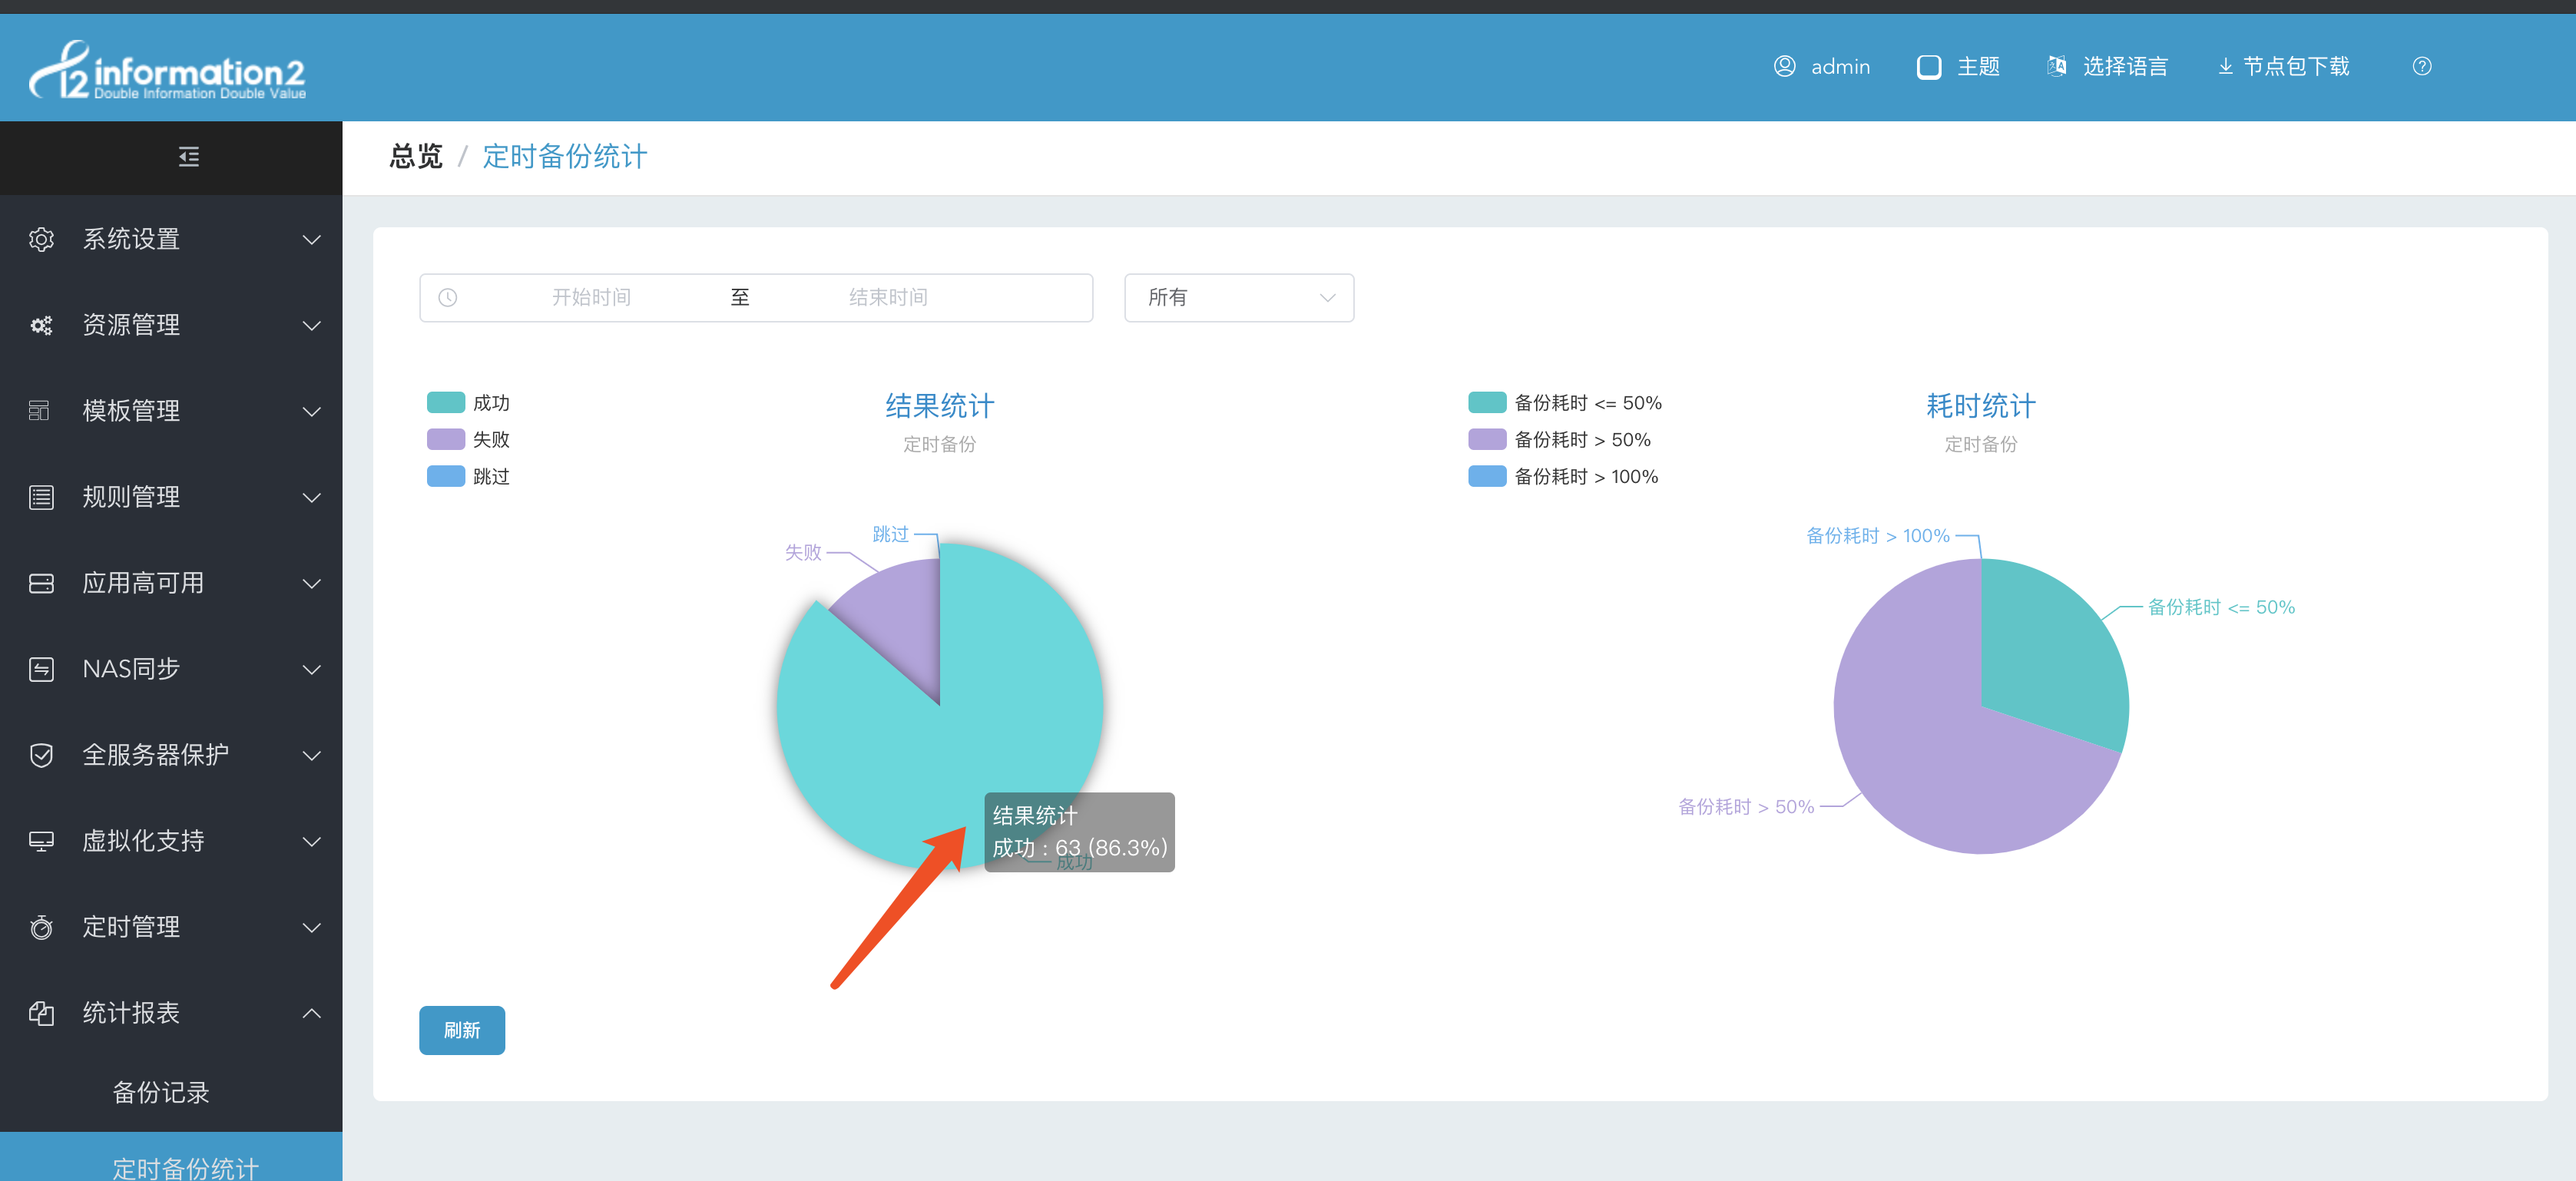 information2
Double Information Double Value
admin
主题
选择语言
节点包下载
总览 / 定时备份统计
系统设置
资源管理
模板管理
规则管理
应用高可用
NAS同步
全服务器保护
虚拟化支持
定时管理
统计报表
备份记录
定时备份统计
开始时间 至 结束时间
所有
成功
失败
跳过
结果统计
定时备份
跳过
失败
结果统计
成功 : 63 (86.3%)
成功
备份耗时 <= 50%
备份耗时 > 50%
备份耗时 > 100%
耗时统计
定时备份
备份耗时 > 100%
备份耗时 <= 50%
备份耗时 > 50%
刷新